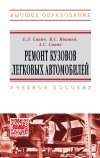 ВЫСШЕЕ ОБРАЗОВАНИЕ
Е.Л. Савич, В.С. Ивашко,
А.С. Савич
РЕМОНТ КУЗОВОВ
ЛЕГКОВЫХ АВТОМОБИЛЕЙ
УЧЕБНОЕ ПОСОБИЕ